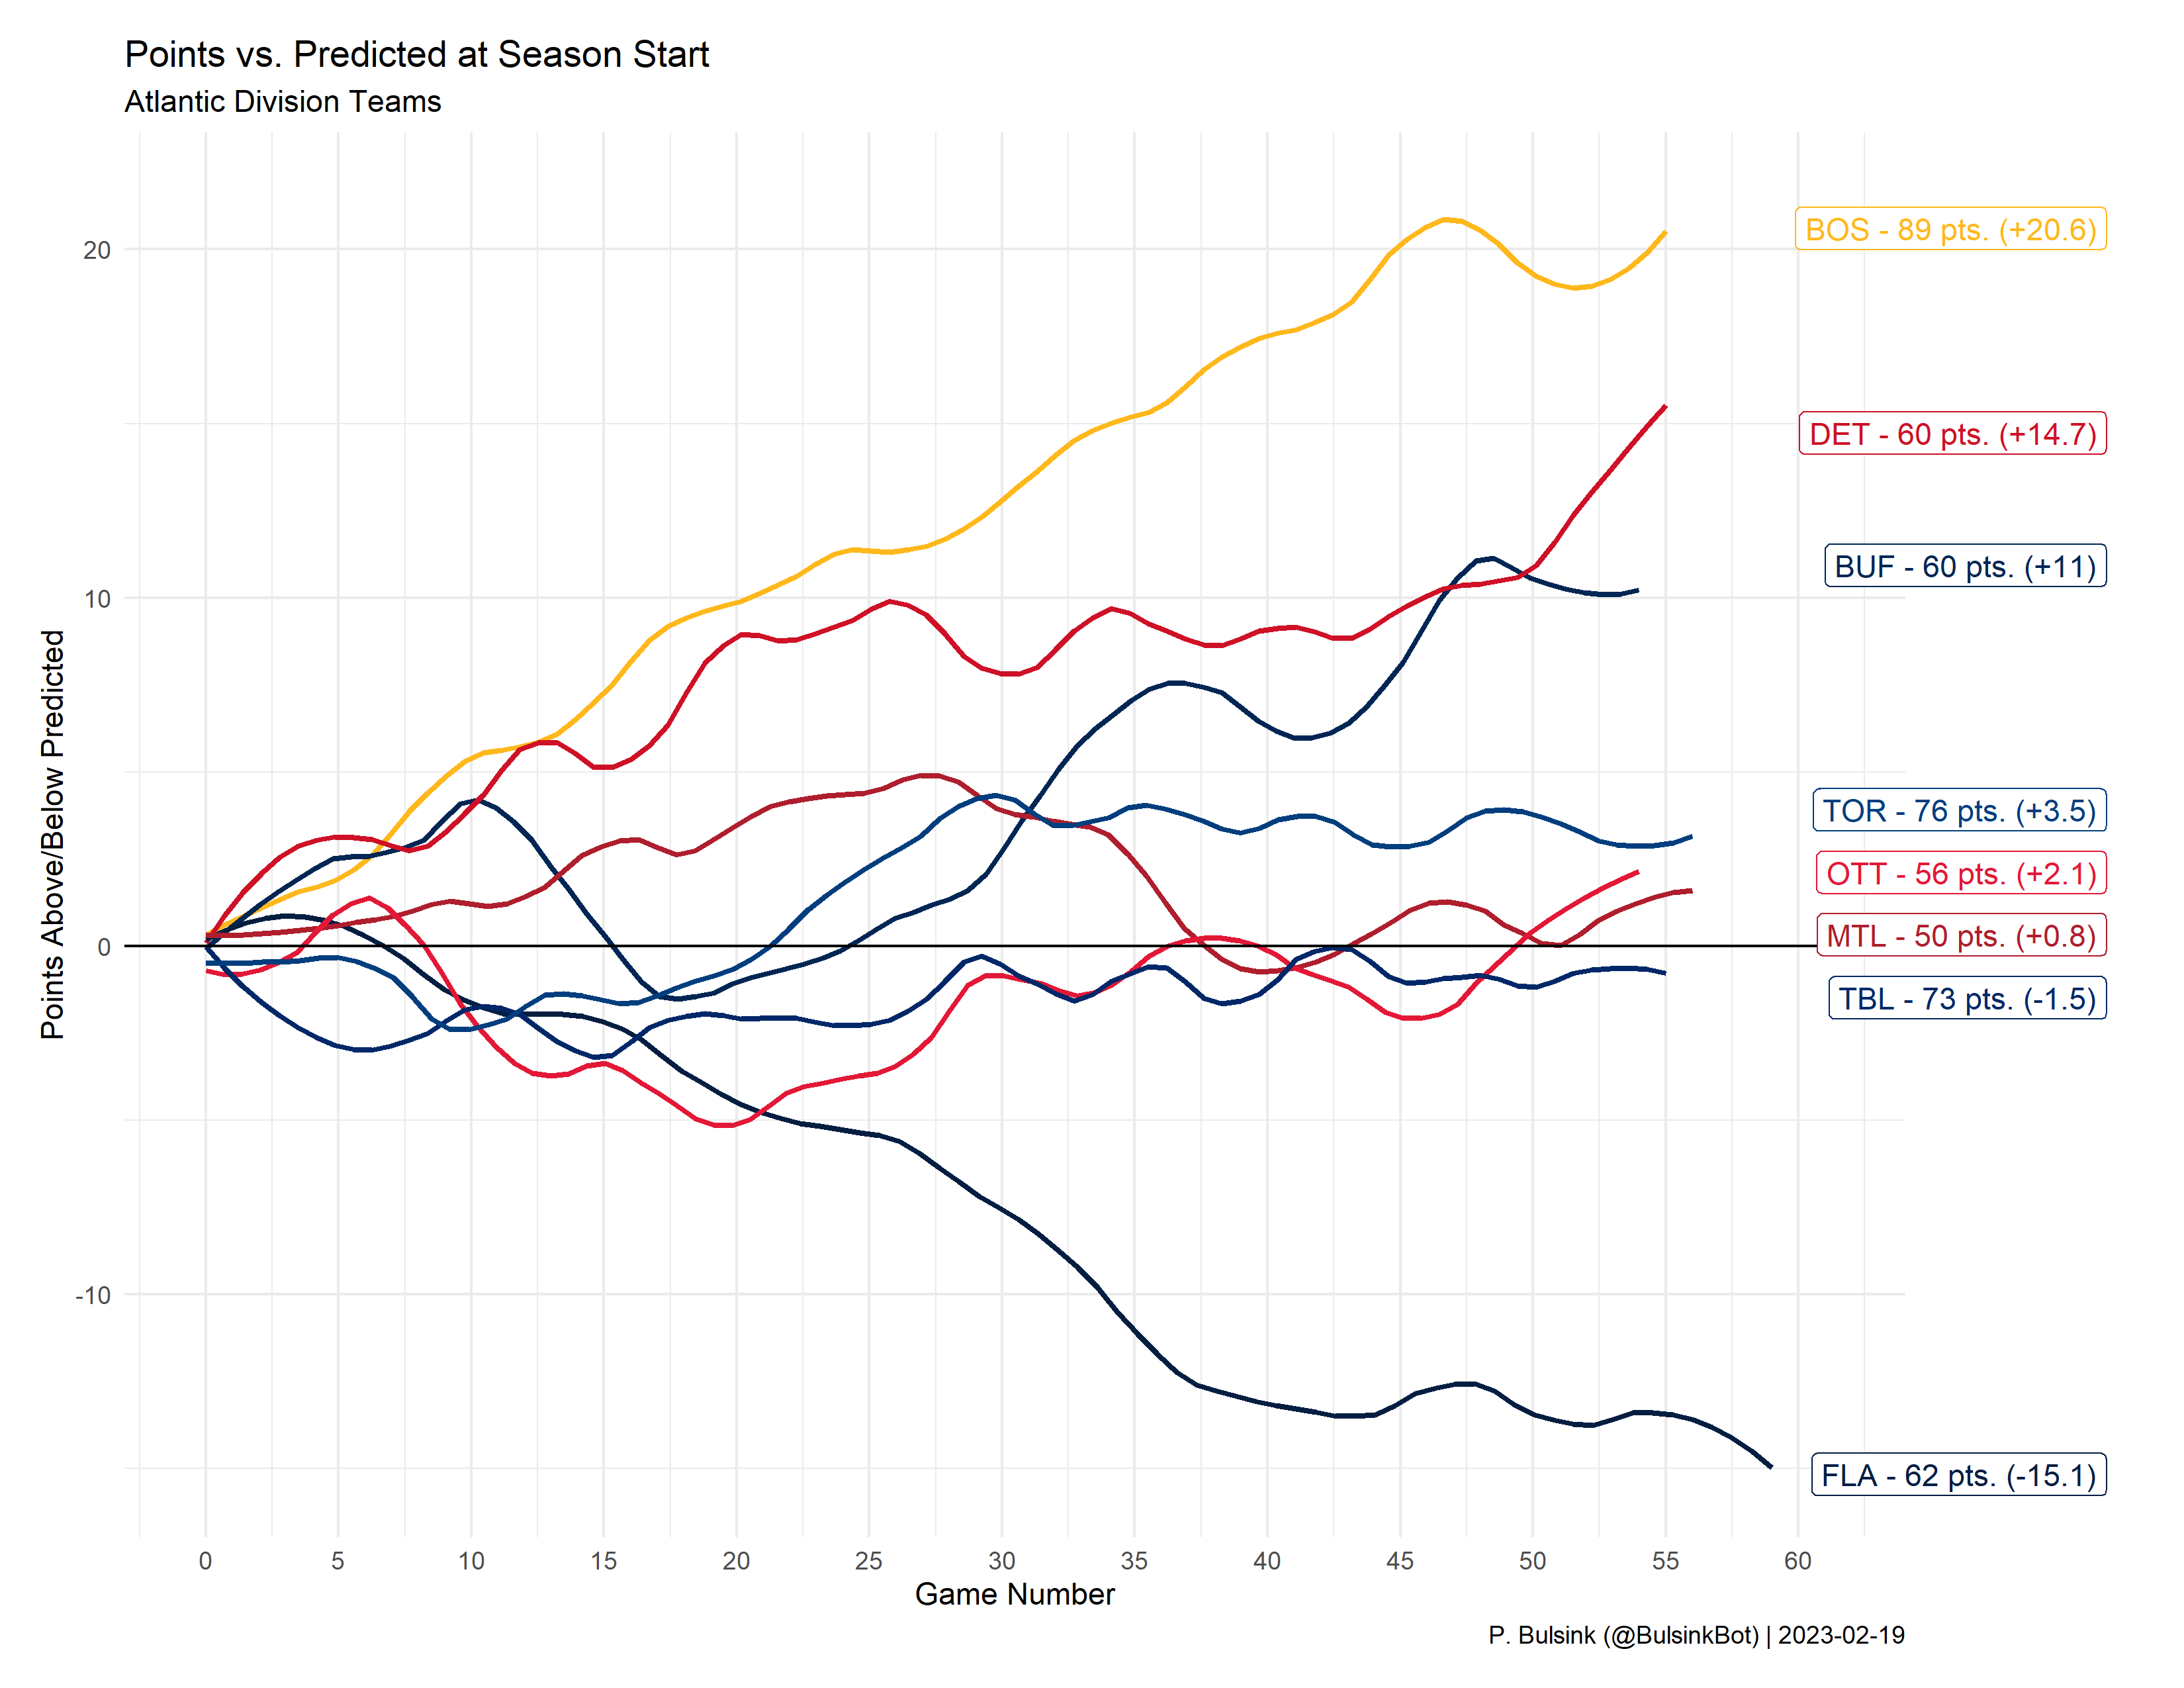 Points vs. Predicted at Season Start
Atlantic Division Teams
Points Above/Below Predicted
20
10
0
-10
BOS - 89 pts. (+20.6)
DET - 60 pts. (+14.7)
BUF - 60 pts. (+11)
TOR - 76 pts. (+3.5)
OTT - 56 pts. (+2.1)
MTL - 50 pts. (+0.8)
TBL - 73 pts. (-1.5)
FLA - 62 pts. (-15.1)
0 5 10 15 20 25 30 35 40 45 50 55 60
Game Number
P. Bulsink (@BulsinkBot) | 2023-02-19